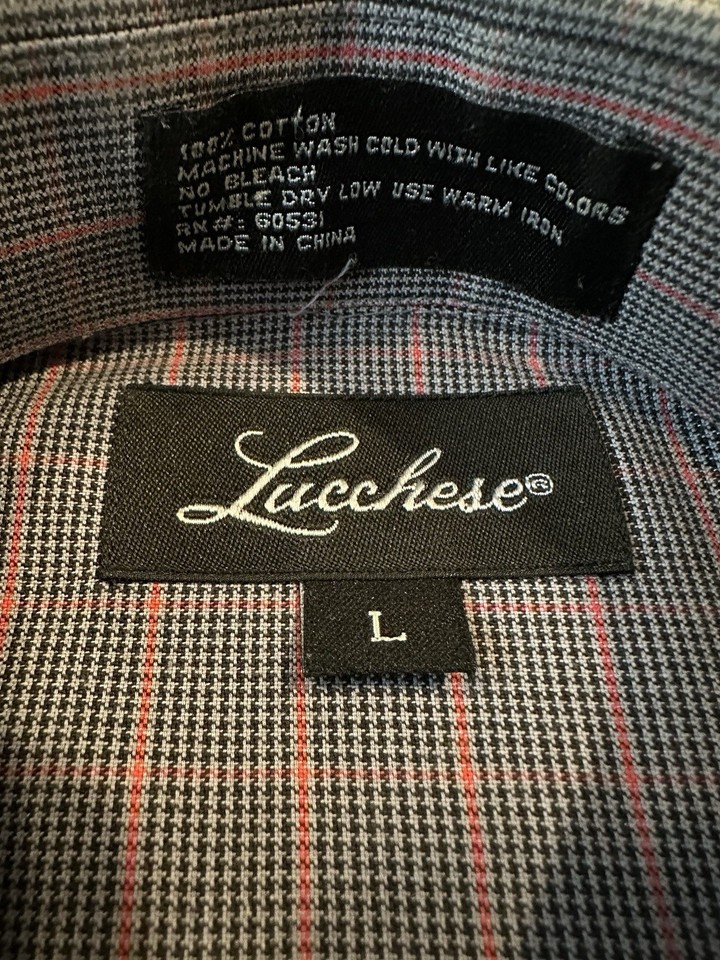 100% COTTON
MACHINE WASH COLD WITH LIKE COLORS
NO BLEACH
TUMBLE DRY LOW USE WARM IRON
RN#: 60531
MADE IN CHINA
Lucchese®
L